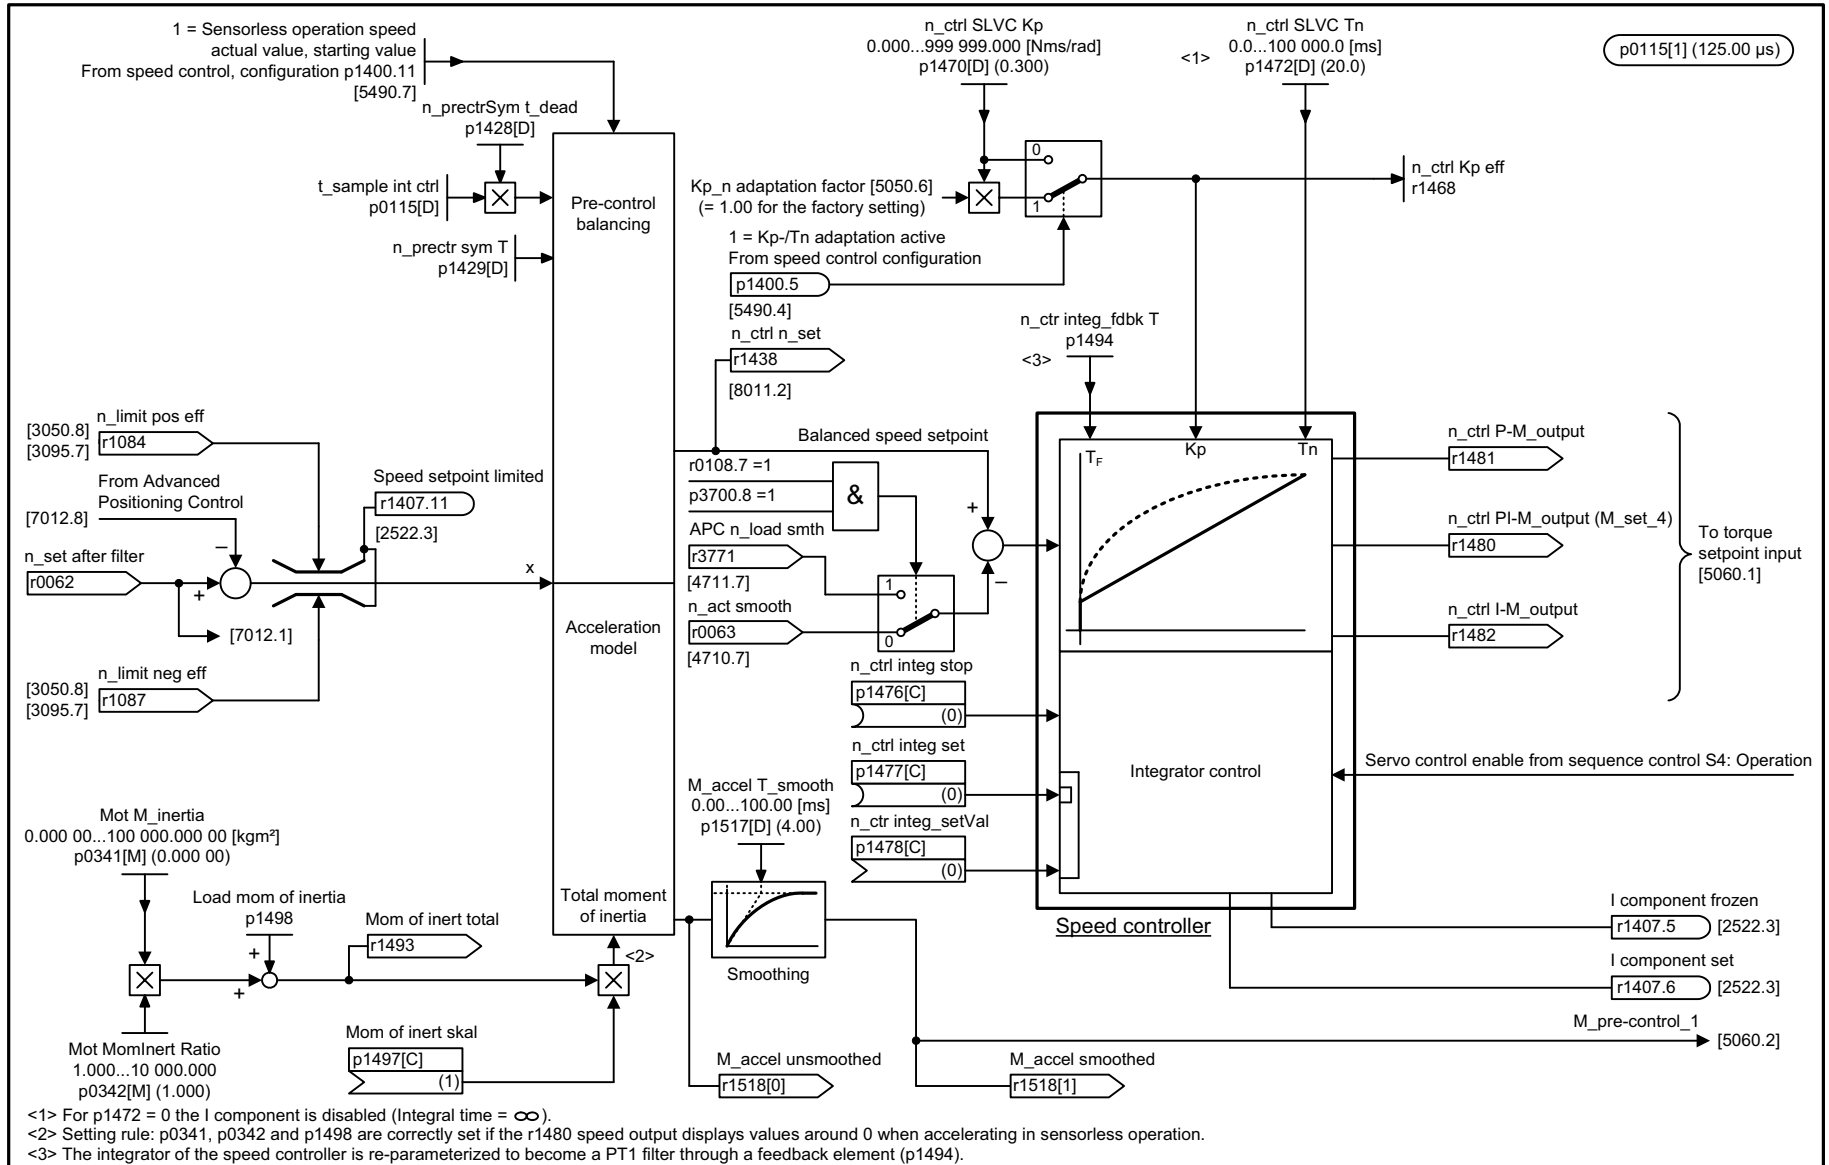 1 = Sensorless operation speed
actual value, starting value
From speed control, configuration p1400.11
[5490.7]
n_prectrSym t_dead
p1428[D]
t_sample int ctrl
p0115[D]
n_prectr sym T
p1429[D]
Pre-control
balancing
n_ctrl SLVC Kp
0.000...999 999.000 [Nms/rad]
p1470[D] (0.300)
<1>
n_ctrl SLVC Tn
0.0...100 000.0 [ms]
p1472[D] (20.0)
p0115[1] (125.00 µs)
Kp_n adaptation factor [5050.6]
(= 1.00 for the factory setting)
0
1
n_ctrl Kp eff
r1468
1 = Kp-/Tn adaptation active
From speed control configuration
p1400.5
[5490.4]
n_ctrl n_set
r1438
[8011.2]
n_ctr integ_fdbk T
p1494
<3>
[3050.8]
[3095.7]
n_limit pos eff
r1084
From Advanced
Positioning Control
[7012.8]
n_set after filter
r0062
[7012.1]
–
+
Speed setpoint limited
r1407.11
[2522.3]
x
[3050.8]
[3095.7]
n_limit neg eff
r1087
Acceleration
model
Balanced speed setpoint
r0108.7 =1
p3700.8 =1
&
APC n_load smth
r3771
[4711.7]
n_act smooth
r0063
[4710.7]
1
0
+
–
TF
Kp
Tn
n_ctrl P-M_output
r1481
n_ctrl PI-M_output (M_set_4)
r1480
n_ctrl I-M_output
r1482
To torque
setpoint input
[5060.1]
n_ctrl integ stop
p1476[C]
(0)
n_ctrl integ set
p1477[C]
(0)
n_ctr integ_setVal
p1478[C]
(0)
Integrator control
Servo control enable from sequence control S4: Operation
Speed controller
M_accel T_smooth
0.00...100.00 [ms]
p1517[D] (4.00)
Smoothing
Mot M_inertia
0.000 00...100 000.000 00 [kgm²]
p0341[M] (0.000 00)
Load mom of inertia
p1498
+
+
Mom of inert total
r1493
Total moment
of inertia
<2>
Mot MomInert Ratio
1.000...10 000.000
p0342[M] (1.000)
Mom of inert skal
p1497[C]
(1)
I component frozen
r1407.5
[2522.3]
I component set
r1407.6
[2522.3]
M_pre-control_1
[5060.2]
M_accel unsmoothed
r1518[0]
M_accel smoothed
r1518[1]
<1> For p1472 = 0 the I component is disabled (Integral time = ∞).
<2> Setting rule: p0341, p0342 and p1498 are correctly set if the r1480 speed output displays values around 0 when accelerating in sensorless operation.
<3> The integrator of the speed controller is re-parameterized to become a PT1 filter through a feedback element (p1494).